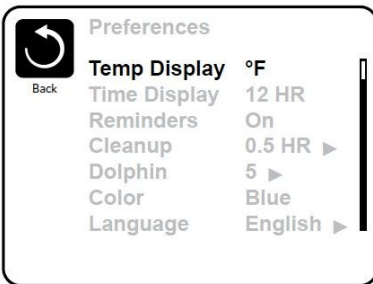 Preferences
Temp Display °F
Back
Time Display 12 HR
Reminders On
Cleanup 0.5 HR ▶
Dolphin 5 ▶
Color Blue
Language English ▶